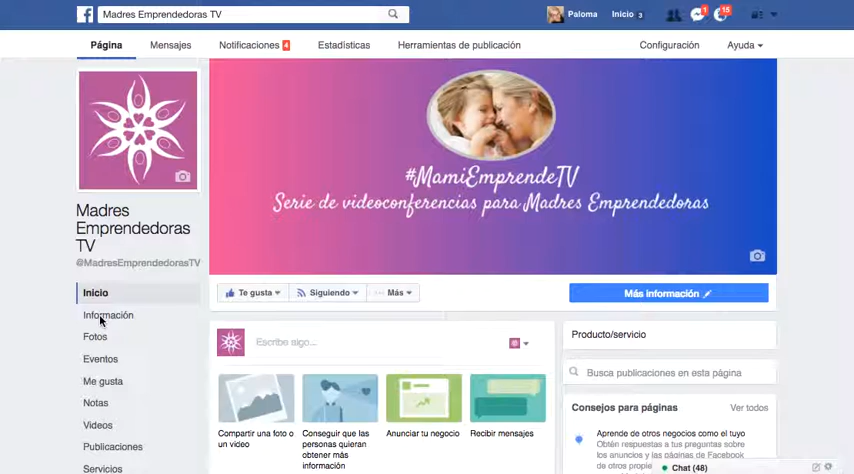 Madres Emprendedoras TV
Paloma
Inicio 3
1
15
Página
Mensajes
Notificaciones 4
Estadísticas
Herramientas de publicación
Configuración
Ayuda
#MamiEmprendeTV
Serie de videoconferencias para Madres Emprendedoras
Madres
Emprendedoras
TV
@MadresEmprendedorasTV
Inicio
Información
Fotos
Eventos
Me gusta
Notas
Videos
Publicaciones
Servicios
Te gusta
Siguiendo
Más
Más información
Escribe algo...
Compartir una foto o
un video
Conseguir que las
personas quieran
obtener más
información
Anunciar tu negocio
Recibir mensajes
Producto/servicio
Busca publicaciones en esta página
Consejos para páginas
Ver todos
Aprende de otros negocios como el tuyo
Obtén respuestas a tus preguntas sobre
los anuncios y las páginas de Facebook
de otros propie
Chat (48)